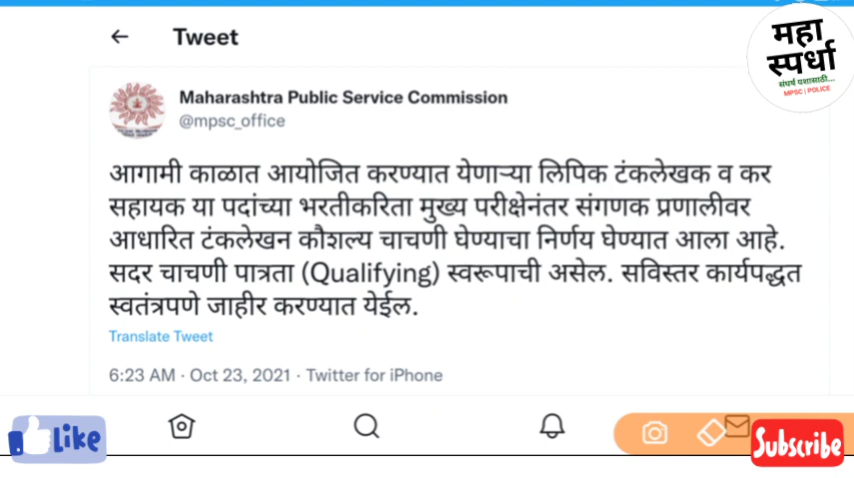 महा
स्पर्धा
संघर्ष यशासाठी...
MPSC | POLICE
Tweet
Maharashtra Public Service Commission
@mpsc_office
आगामी काळात आयोजित करण्यात येणाऱ्या लिपिक टंकलेखक व कर
सहायक या पदांच्या भरतीकरिता मुख्य परीक्षेनंतर संगणक प्रणालीवर
आधारित टंकलेखन कौशल्य चाचणी घेण्याचा निर्णय घेण्यात आला आहे.
सदर चाचणी पात्रता (Qualifying) स्वरूपाची असेल. सविस्तर कार्यपद्धत
स्वतंत्रपणे जाहीर करण्यात येईल.
Translate Tweet
6:23 AM · Oct 23, 2021 · Twitter for iPhone
Like
Subscribe